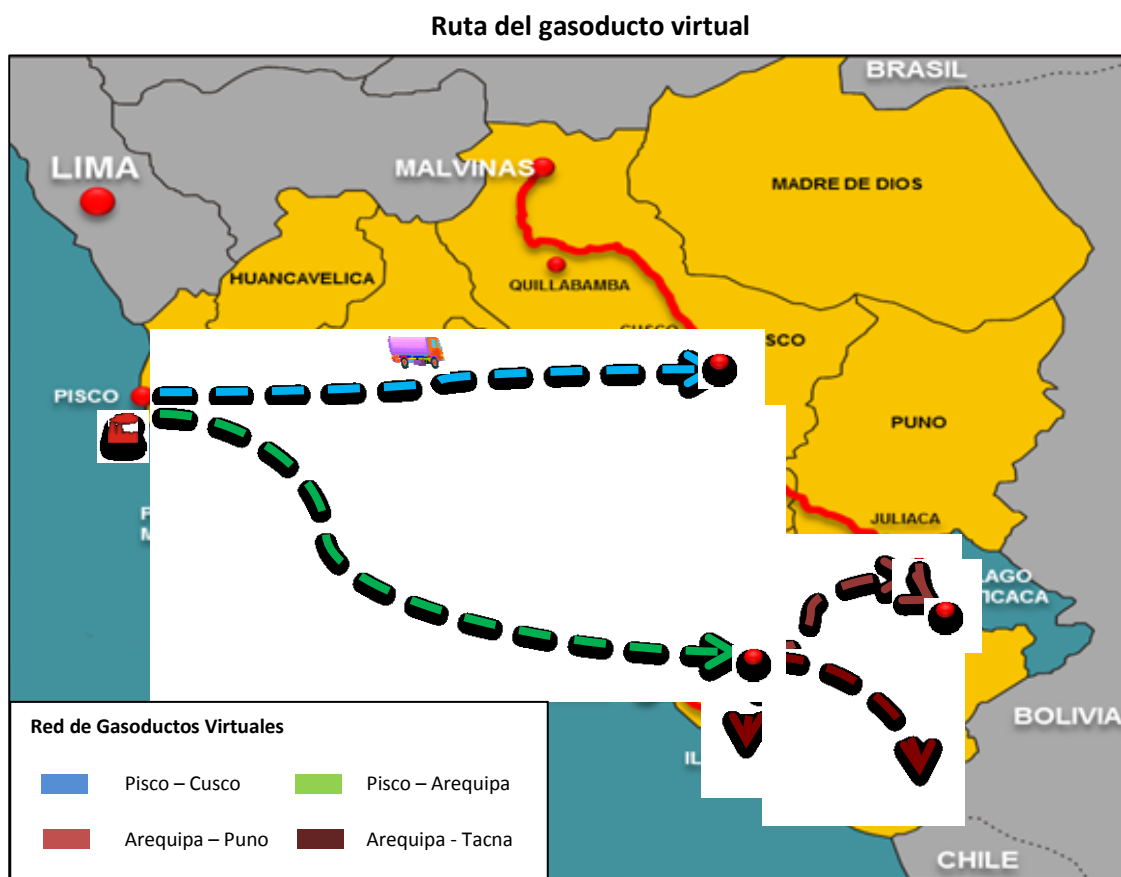 Ruta del gasoducto virtual
BRASIL
LIMA
MALVINAS
MADRE DE DIOS
HUANCAVELICA
QUILLABAMBA
SCO
PISCO
PUNO
JULIACA
LAGO
TICACA
BOLIVIA
Red de Gasoductos Virtuales
Pisco – Cusco
Pisco – Arequipa
Arequipa – Puno
Arequipa - Tacna
CHILE